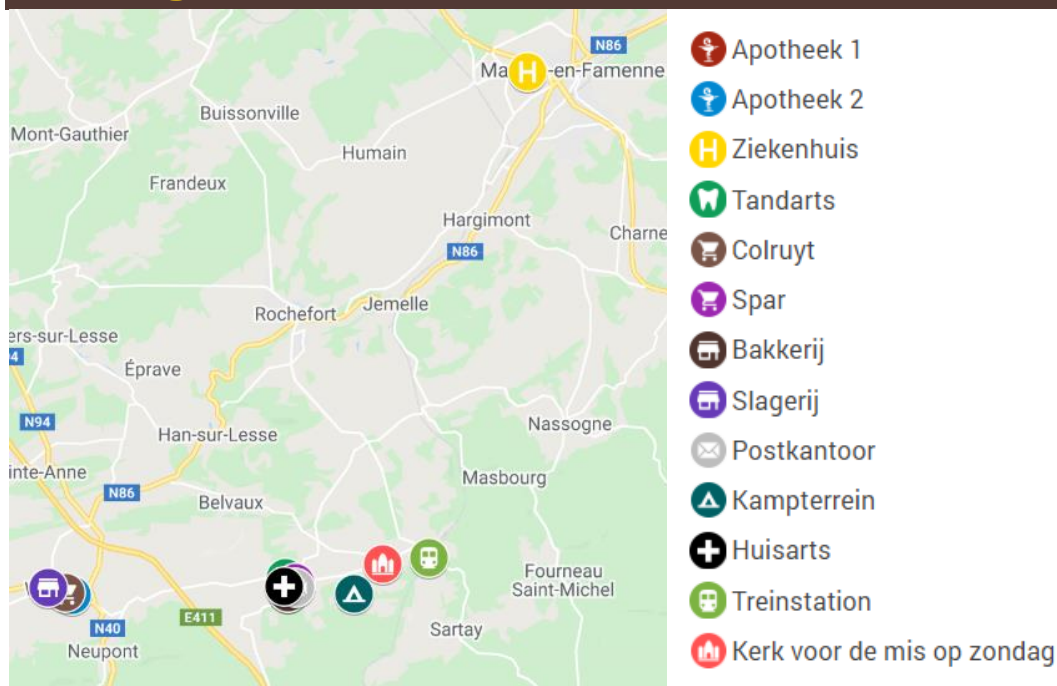 N86
Ma
H
-en-Famenne
Buissonville
Mont-Gauthier
Humain
Frandeux
Hargimont
Charne
N86
Jemelle
Rochefort
ers-sur-Lesse
4
Éprave
N94
Nassogne
Han-sur-Lesse
inte-Anne
Masbourg
N86
Belvaux
Fourneau
Saint-Michel
E411
N40
Sartay
Neupont
Apotheek 1
Apotheek 2
H Ziekenhuis
Tandarts
Colruyt
Spar
Bakkerij
Slagerij
Postkantoor
Kampterrein
Huisarts
Treinstation
Kerk voor de mis op zondag